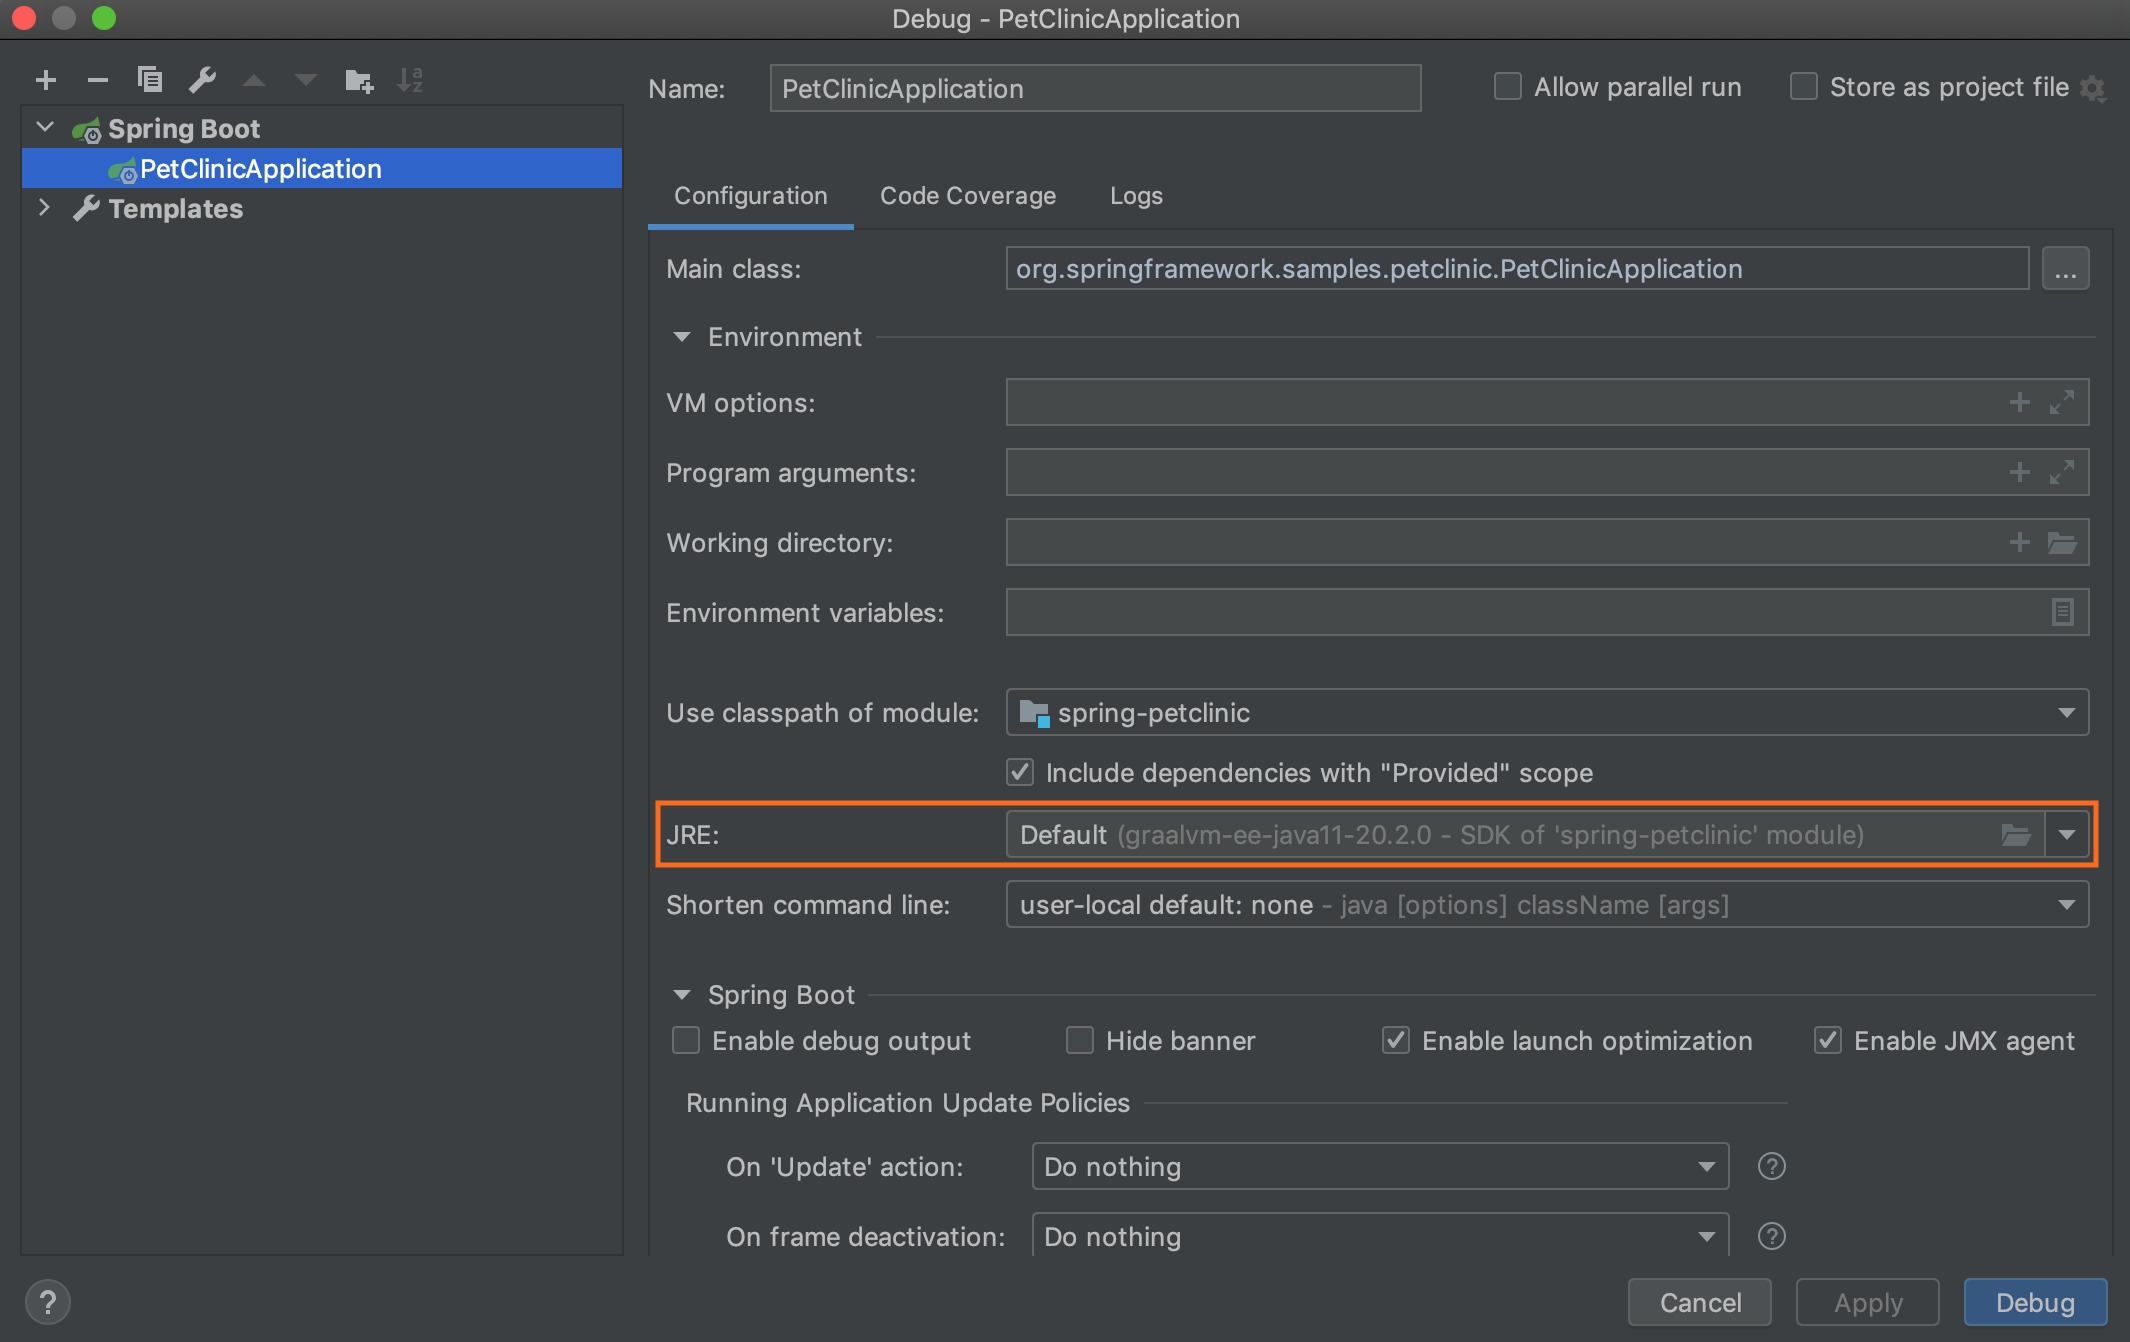 Debug - PetClinicApplication
Name: PetClinicApplication Allow parallel run Store as project file
Spring Boot
PetClinicApplication
Templates
Configuration Code Coverage Logs
Main class: org.springframework.samples.petclinic.PetClinicApplication ...
Environment
VM options:
Program arguments:
Working directory:
Environment variables:
Use classpath of module: spring-petclinic
Include dependencies with "Provided" scope
JRE: Default (graalvm-ee-java11-20.2.0 - SDK of 'spring-petclinic' module)
Shorten command line: user-local default: none - java [options] className [args]
Spring Boot
Enable debug output Hide banner Enable launch optimization Enable JMX agent
Running Application Update Policies
On 'Update' action: Do nothing ?
On frame deactivation: Do nothing ?
? Cancel Apply Debug